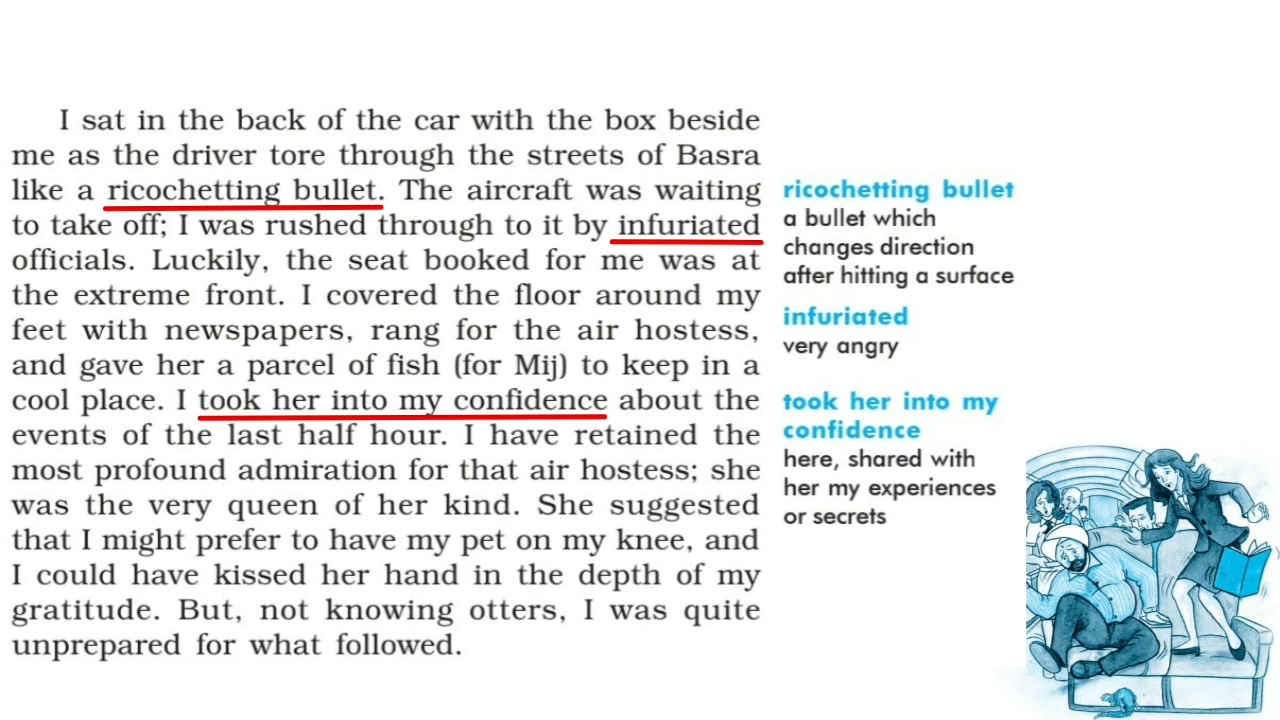 I sat in the back of the car with the box beside
me as the driver tore through the streets of Basra
like a ricochetting bullet. The aircraft was waiting
to take off; I was rushed through to it by infuriated
officials. Luckily, the seat booked for me was at
the extreme front. I covered the floor around my
feet with newspapers, rang for the air hostess,
and gave her a parcel of fish (for Mij) to keep in a
cool place. I took her into my confidence about the
events of the last half hour. I have retained the
most profound admiration for that air hostess; she
was the very queen of her kind. She suggested
that I might prefer to have my pet on my knee, and
I could have kissed her hand in the depth of my
gratitude. But, not knowing otters, I was quite
unprepared for what followed.
ricochetting bullet
a bullet which
changes direction
after hitting a surface
infuriated
very angry
took her into my
confidence
here, shared with
her my experiences
or secrets